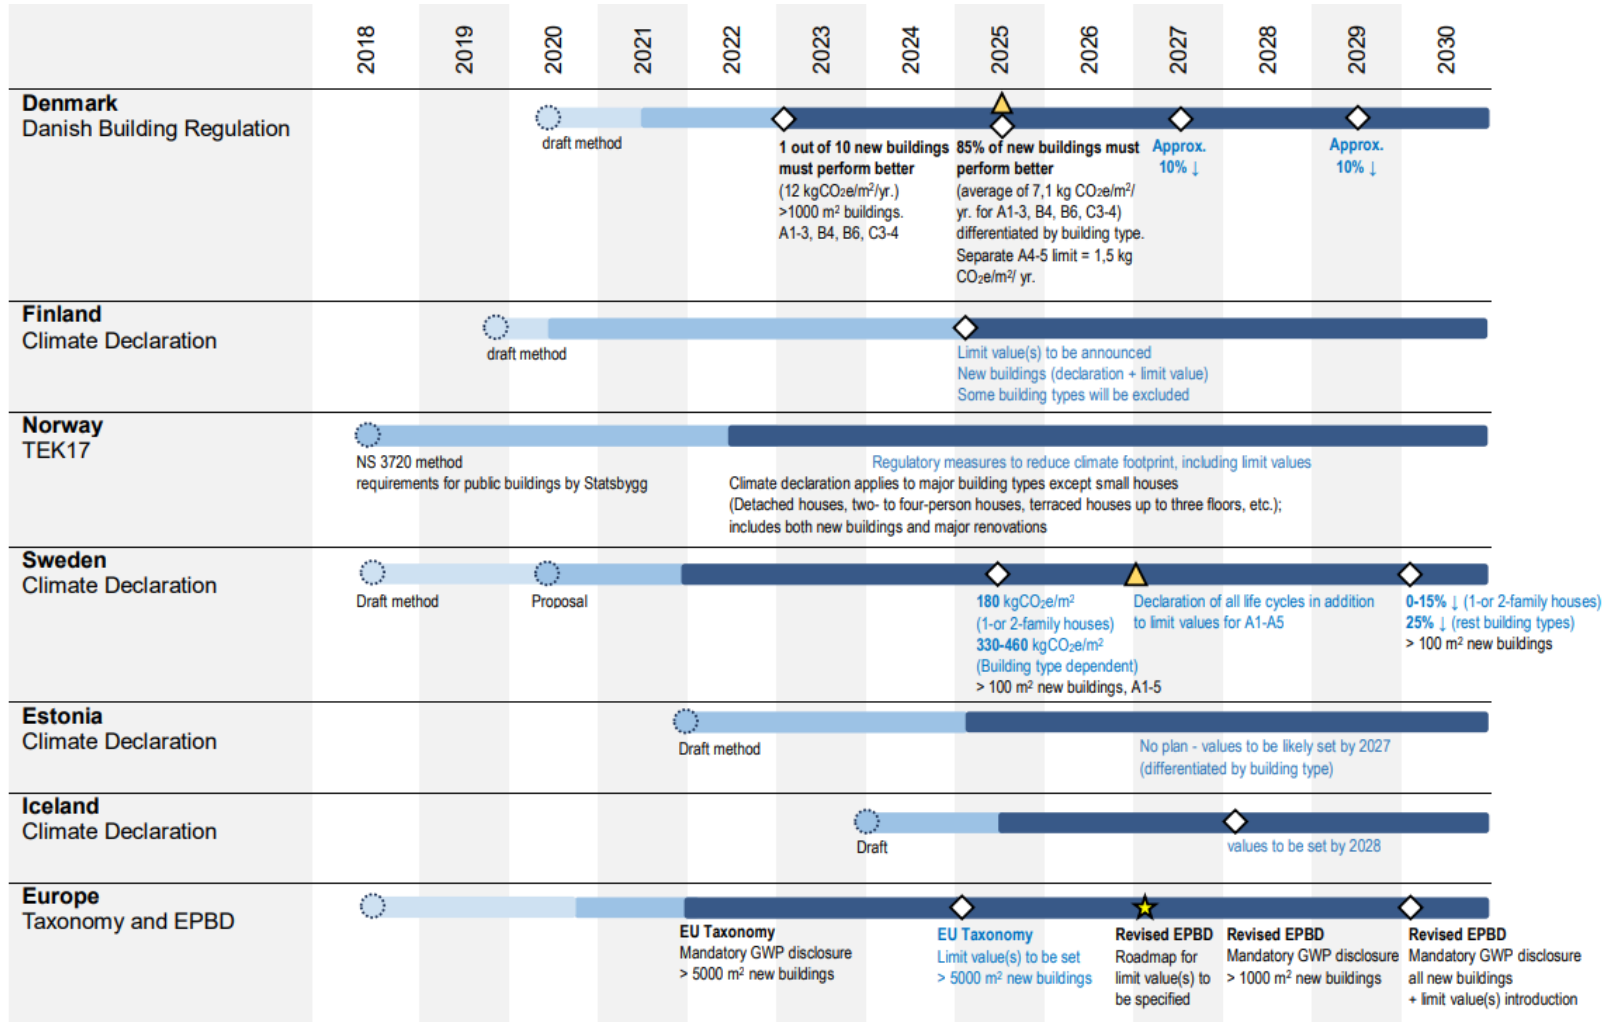 2018 2019 2020 2021 2022 2023 2024 2025 2026 2027 2028 2029 2030
Denmark
Danish Building Regulation
draft method
1 out of 10 new buildings
must perform better
(12 kgCO₂e/m²/yr.)
>1000 m² buildings.
A1-3, B4, B6, C3-4
85% of new buildings must
perform better
(average of 7,1 kg CO₂e/m²/
yr. for A1-3, B4, B6, C3-4)
differentiated by building type.
Separate A4-5 limit = 1,5 kg
CO₂e/m²/ yr.
Approx.
10% ↓
Approx.
10% ↓
Finland
Climate Declaration
draft method
Limit value(s) to be announced
New buildings (declaration + limit value)
Some building types will be excluded
Norway
TEK17
NS 3720 method
requirements for public buildings by Statsbygg
Regulatory measures to reduce climate footprint, including limit values
Climate declaration applies to major building types except small houses
(Detached houses, two- to four-person houses, terraced houses up to three floors, etc.);
includes both new buildings and major renovations
Sweden
Climate Declaration
Draft method
Proposal
180 kgCO₂e/m²
(1-or 2-family houses)
330-460 kgCO₂e/m²
(Building type dependent)
> 100 m² new buildings, A1-5
Declaration of all life cycles in addition
to limit values for A1-A5
0-15% ↓ (1-or 2-family houses)
25% ↓ (rest building types)
> 100 m² new buildings
Estonia
Climate Declaration
Draft method
No plan - values to be likely set by 2027
(differentiated by building type)
Iceland
Climate Declaration
Draft
values to be set by 2028
Europe
Taxonomy and EPBD
EU Taxonomy
Mandatory GWP disclosure
> 5000 m² new buildings
EU Taxonomy
Limit value(s) to be set
> 5000 m² new buildings
Revised EPBD
Roadmap for
limit value(s) to
be specified
Revised EPBD
Mandatory GWP disclosure
> 1000 m² new buildings
Revised EPBD
Mandatory GWP disclosure
all new buildings
+ limit value(s) introduction